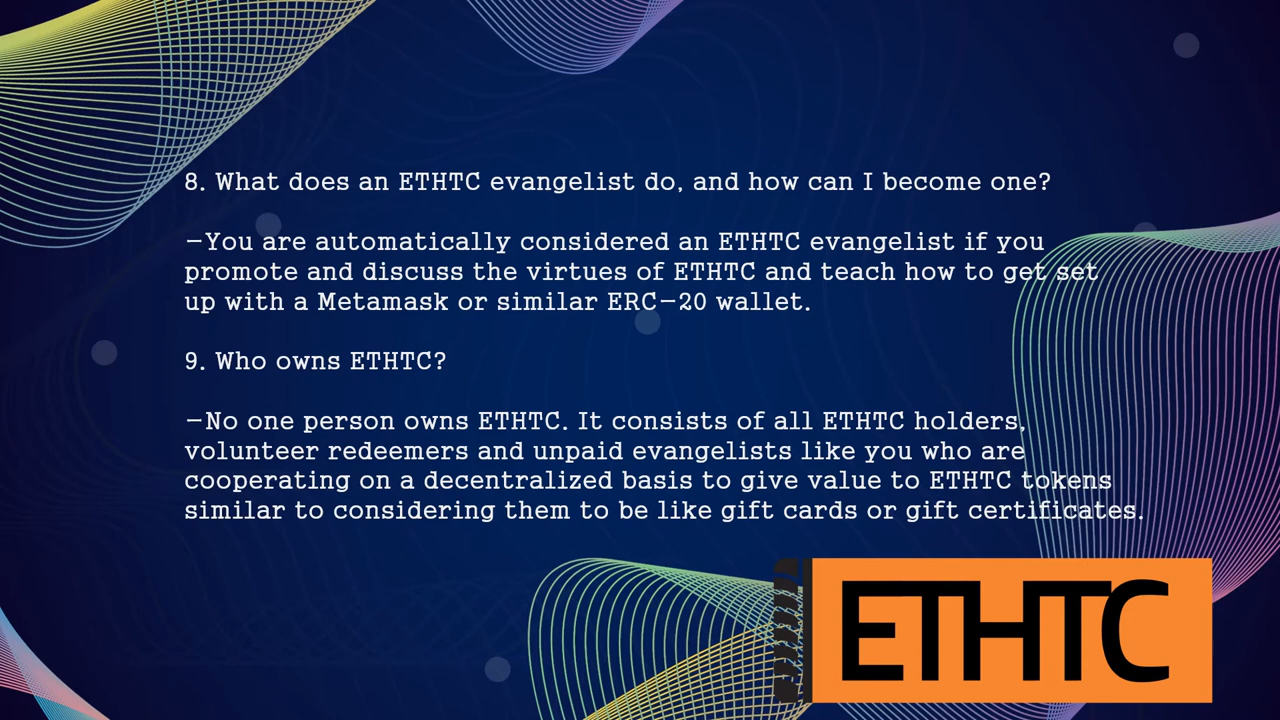 8. What does an ETHTC evangelist do, and how can I become one?
—You are automatically considered an ETHTC evangelist if you
promote and discuss the virtues of ETHTC and teach how to get set
up with a Metamask or similar ERC—20 wallet.
9. Who owns ETHTC?
—No one person owns ETHTC. It consists of all ETHTC holders,
volunteer redeemers and unpaid evangelists like you who are
cooperating on a decentralized basis to give value to ETHTC tokens
similar to considering them to be like gift cards or gift certificates.
ETHTC